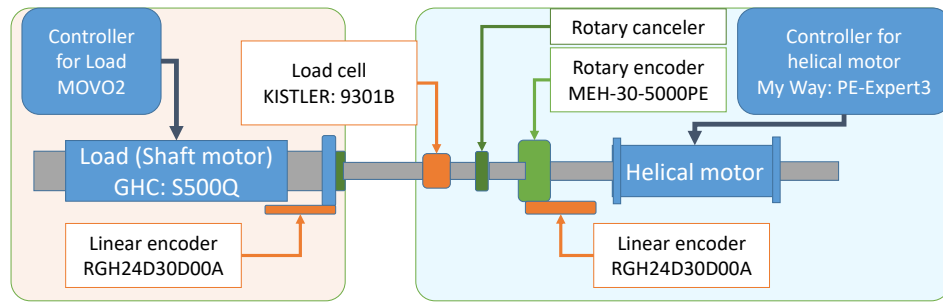 Controller
for Load
MOVO2
Load cell
KISTLER: 9301B
Rotary canceler
Rotary encoder
MEH-30-5000PE
Controller for
helical motor
My Way: PE-Expert3
Load (Shaft motor)
GHC: S500Q
Helical motor
Linear encoder
RGH24D30D00A
Linear encoder
RGH24D30D00A